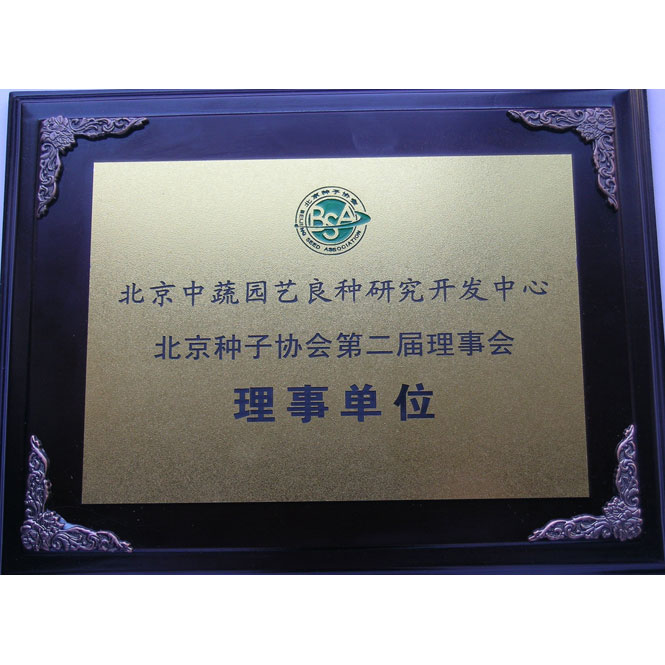 北京种子协會
BSA
BEIJING SEED ASSOCIATION
北京中蔬园艺良种研究开发中心
北京种子协会第二届理事会
理事单位